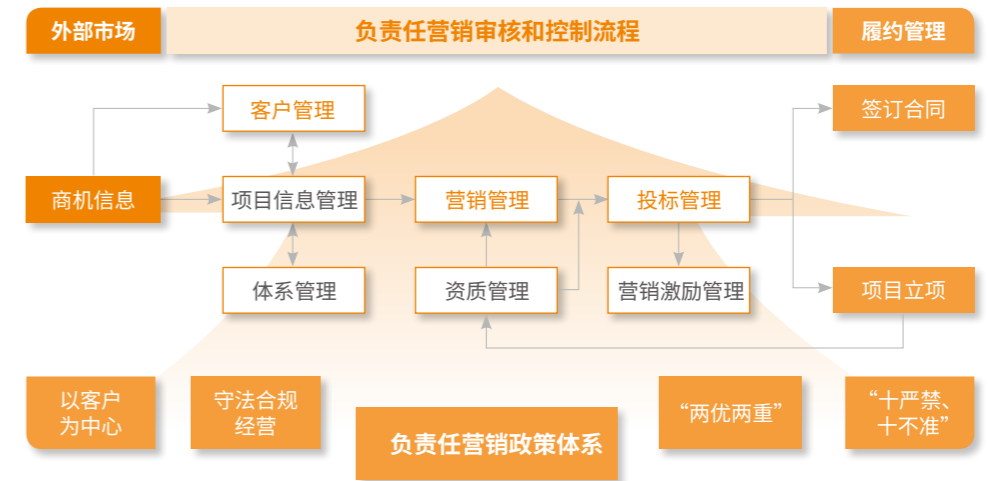 外部市场
负责任营销审核和控制流程
履约管理
客户管理
签订合同
商机信息
项目信息管理
营销管理
投标管理
体系管理
资质管理
营销激励管理
项目立项
以客户
为中心
守法合规
经营
负责任营销政策体系
“两优两重”
“十严禁、
十不准”